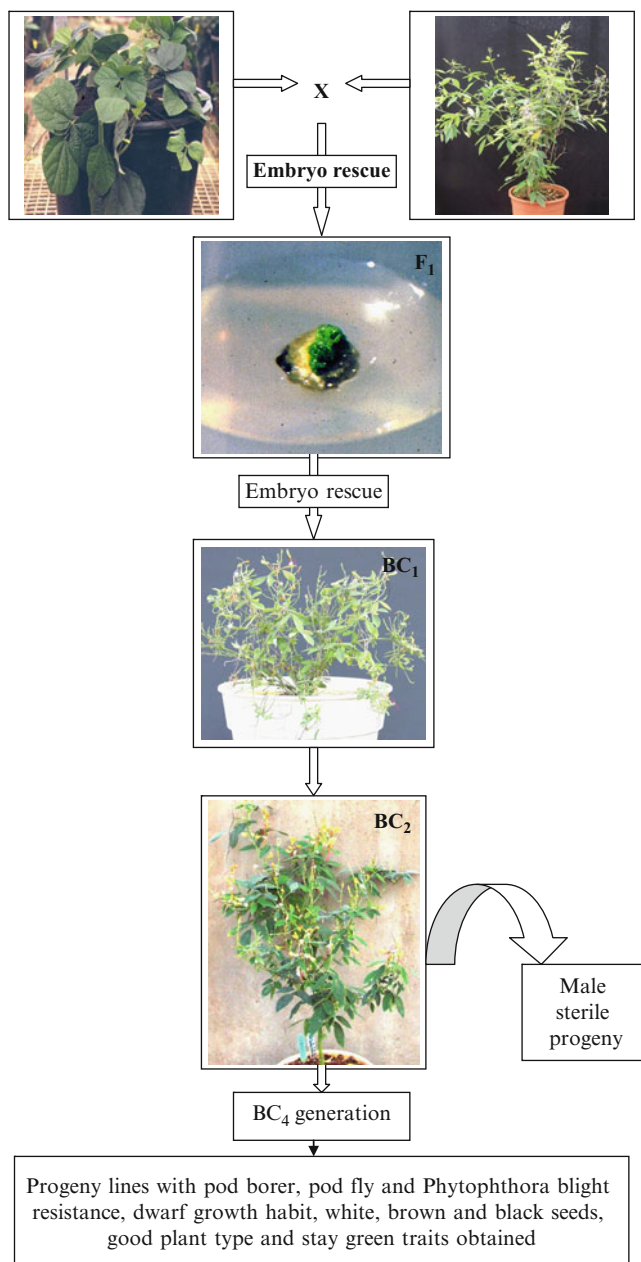 X
Embryo rescue
F₁
Embryo rescue
BC₁
BC₂
Male
sterile
progeny
BC₄ generation
Progeny lines with pod borer, pod fly and Phytophthora blight
resistance, dwarf growth habit, white, brown and black seeds,
good plant type and stay green traits obtained